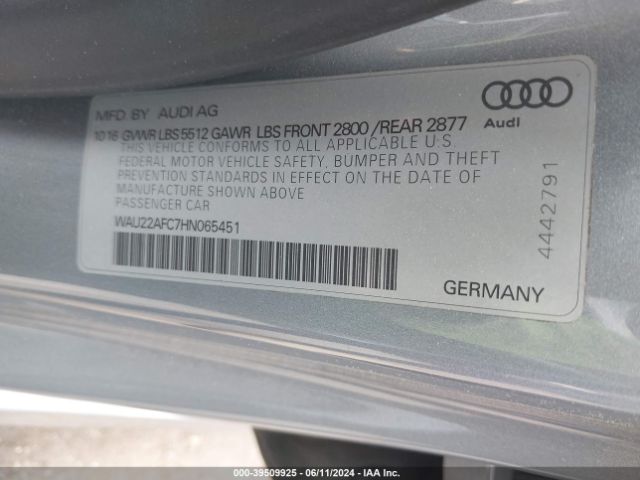 MFD. BY AUDI AG
10 16 GVWR LBS 5512 GAWR LBS FRONT 2800 / REAR 2877
THIS VEHICLE CONFORMS TO ALL APPLICABLE U.S.
FEDERAL MOTOR VEHICLE SAFETY, BUMPER AND THEFT
PREVENTION STANDARDS IN EFFECT ON THE DATE OF
MANUFACTURE SHOWN ABOVE
PASSENGER CAR
WAU22AFC7HN065451
Audi
4442791
GERMANY
000-39509925 - 06/11/2024 - IAA Inc.